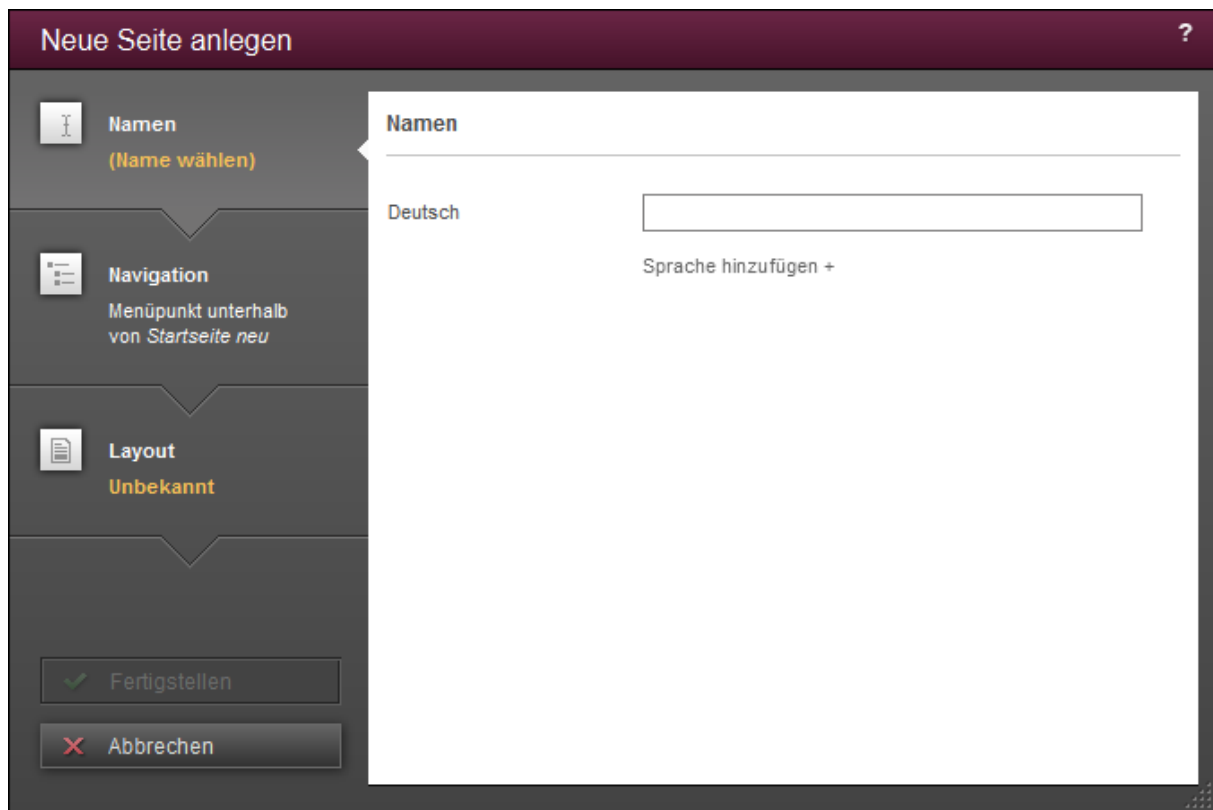 Neue Seite anlegen
?
Namen
(Name wählen)
Navigation
Menüpunkt unterhalb
von Startseite neu
Layout
Unbekannt
Fertigstellen
Abbrechen
Namen
Deutsch
Sprache hinzufügen +